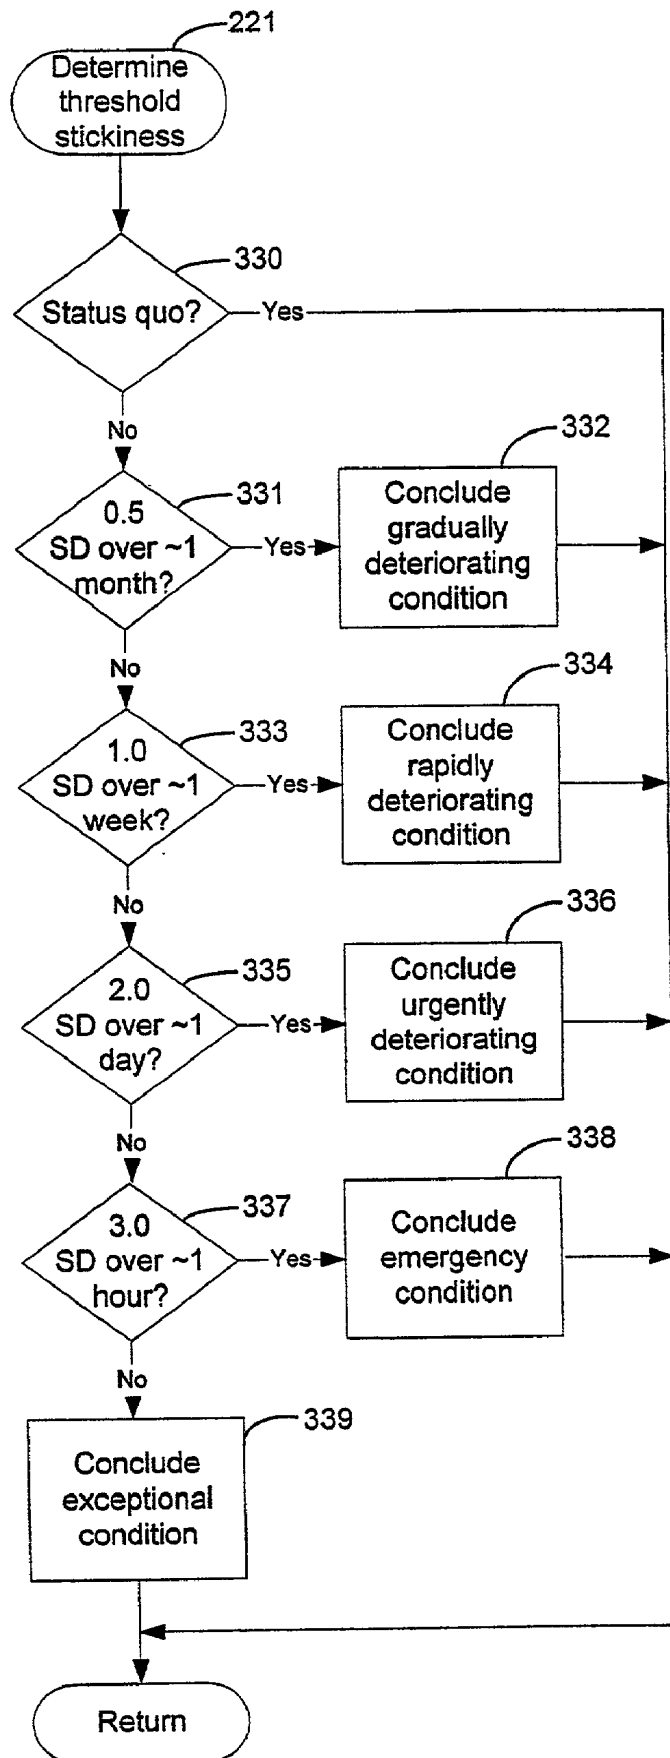 221
Determine
threshold
stickiness
330
Status quo?
Yes
No
331
0.5
SD over ~1
month?
Yes
332
Conclude
gradually
deteriorating
condition
No
333
1.0
SD over ~1
week?
Yes
334
Conclude
rapidly
deteriorating
condition
No
335
2.0
SD over ~1
day?
Yes
336
Conclude
urgently
deteriorating
condition
No
337
3.0
SD over ~1
hour?
Yes
338
Conclude
emergency
condition
No
339
Conclude
exceptional
condition
Return